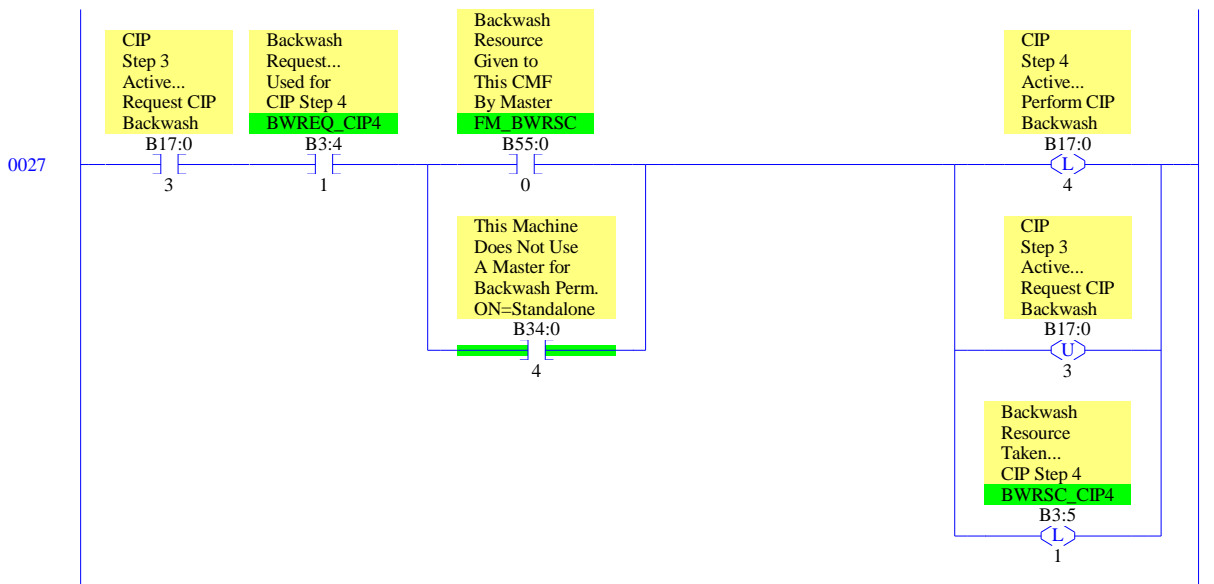 CIP
Step 3
Active...
Request CIP
Backwash
B17:0
3
Backwash
Request...
Used for
CIP Step 4
BWREQ_CIP4
B3:4
1
Backwash
Resource
Given to
This CMF
By Master
FM_BWRSC
B55:0
0
CIP
Step 4
Active...
Perform CIP
Backwash
B17:0
L
4
0027
This Machine
Does Not Use
A Master for
Backwash Perm.
ON=Standalone
B34:0
4
CIP
Step 3
Active...
Request CIP
Backwash
B17:0
U
3
Backwash
Resource
Taken...
CIP Step 4
BWRSC_CIP4
B3:5
L
1